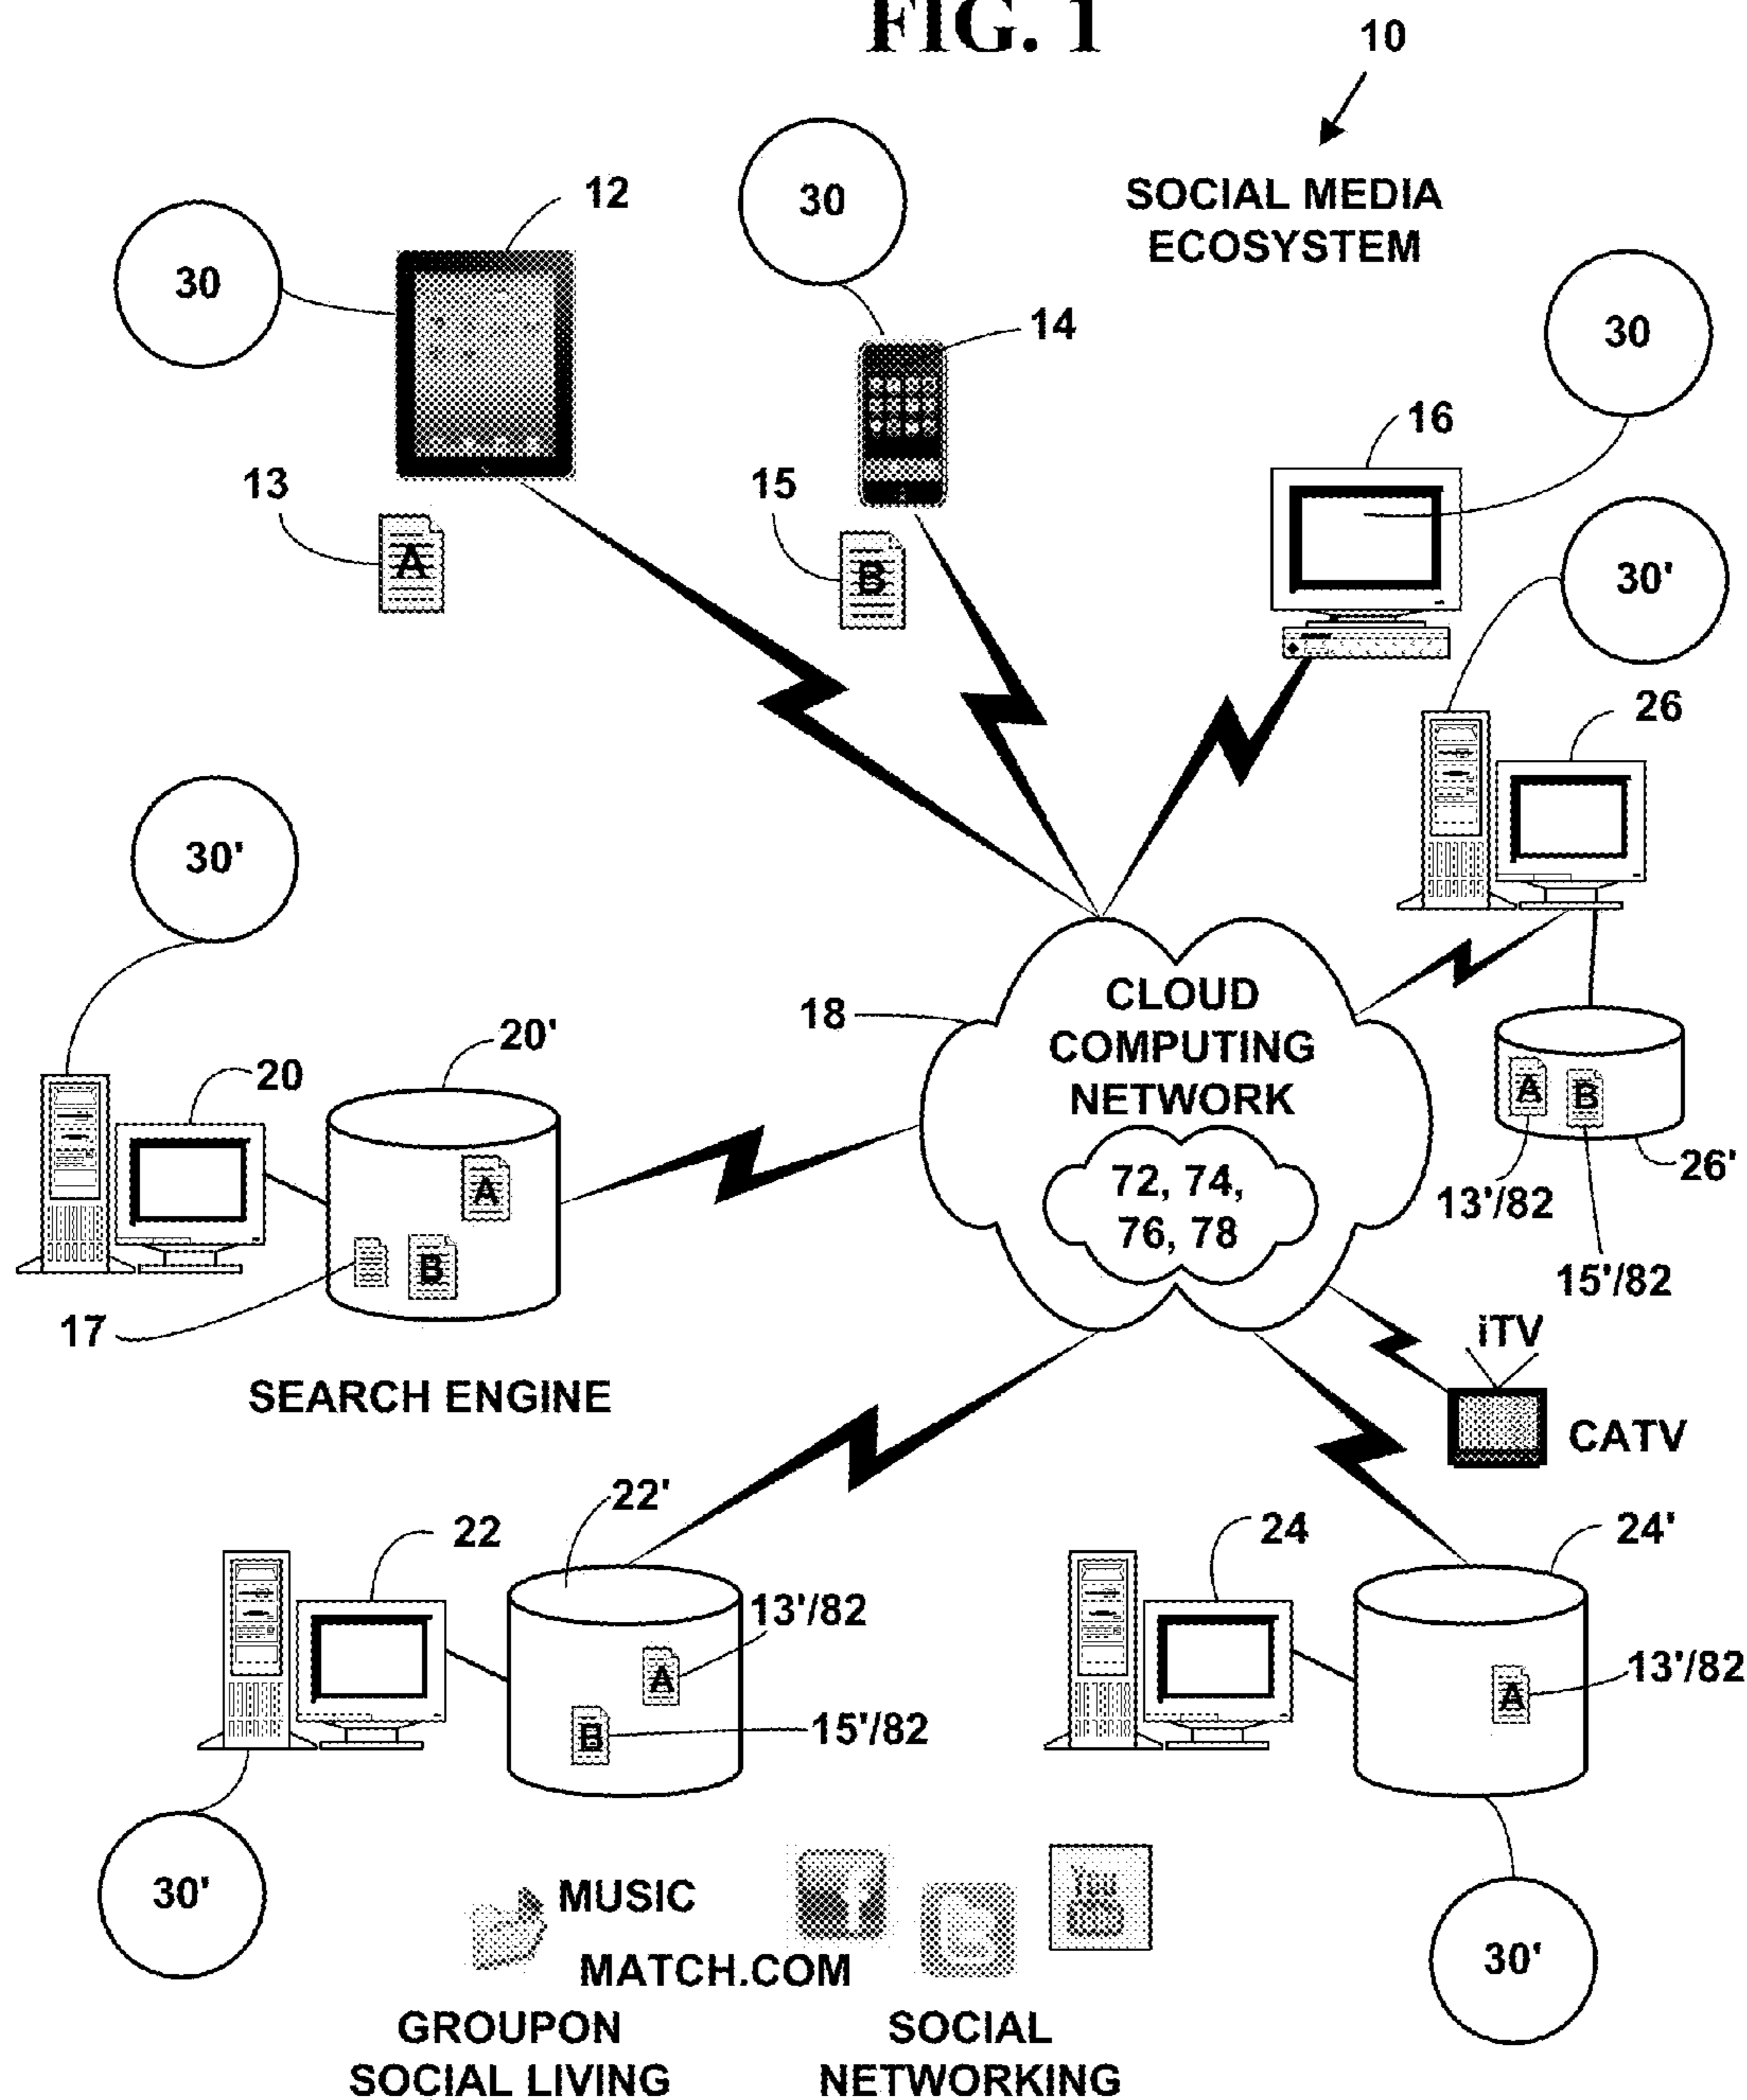 FIG. 1
10
SOCIAL MEDIA
ECOSYSTEM
30
12
30
14
30
16
13
A
15
B
30'
26
30'
20
20'
A
B
17
SEARCH ENGINE
18
CLOUD
COMPUTING
NETWORK
72, 74,
76, 78
A
B
26'
13'/82
15'/82
iTV
CATV
22
22'
13'/82
A
B
15'/82
24
24'
A
13'/82
30'
30'
MUSIC
MATCH.COM
f
t
You
GROUPON
SOCIAL LIVING
SOCIAL
NETWORKING